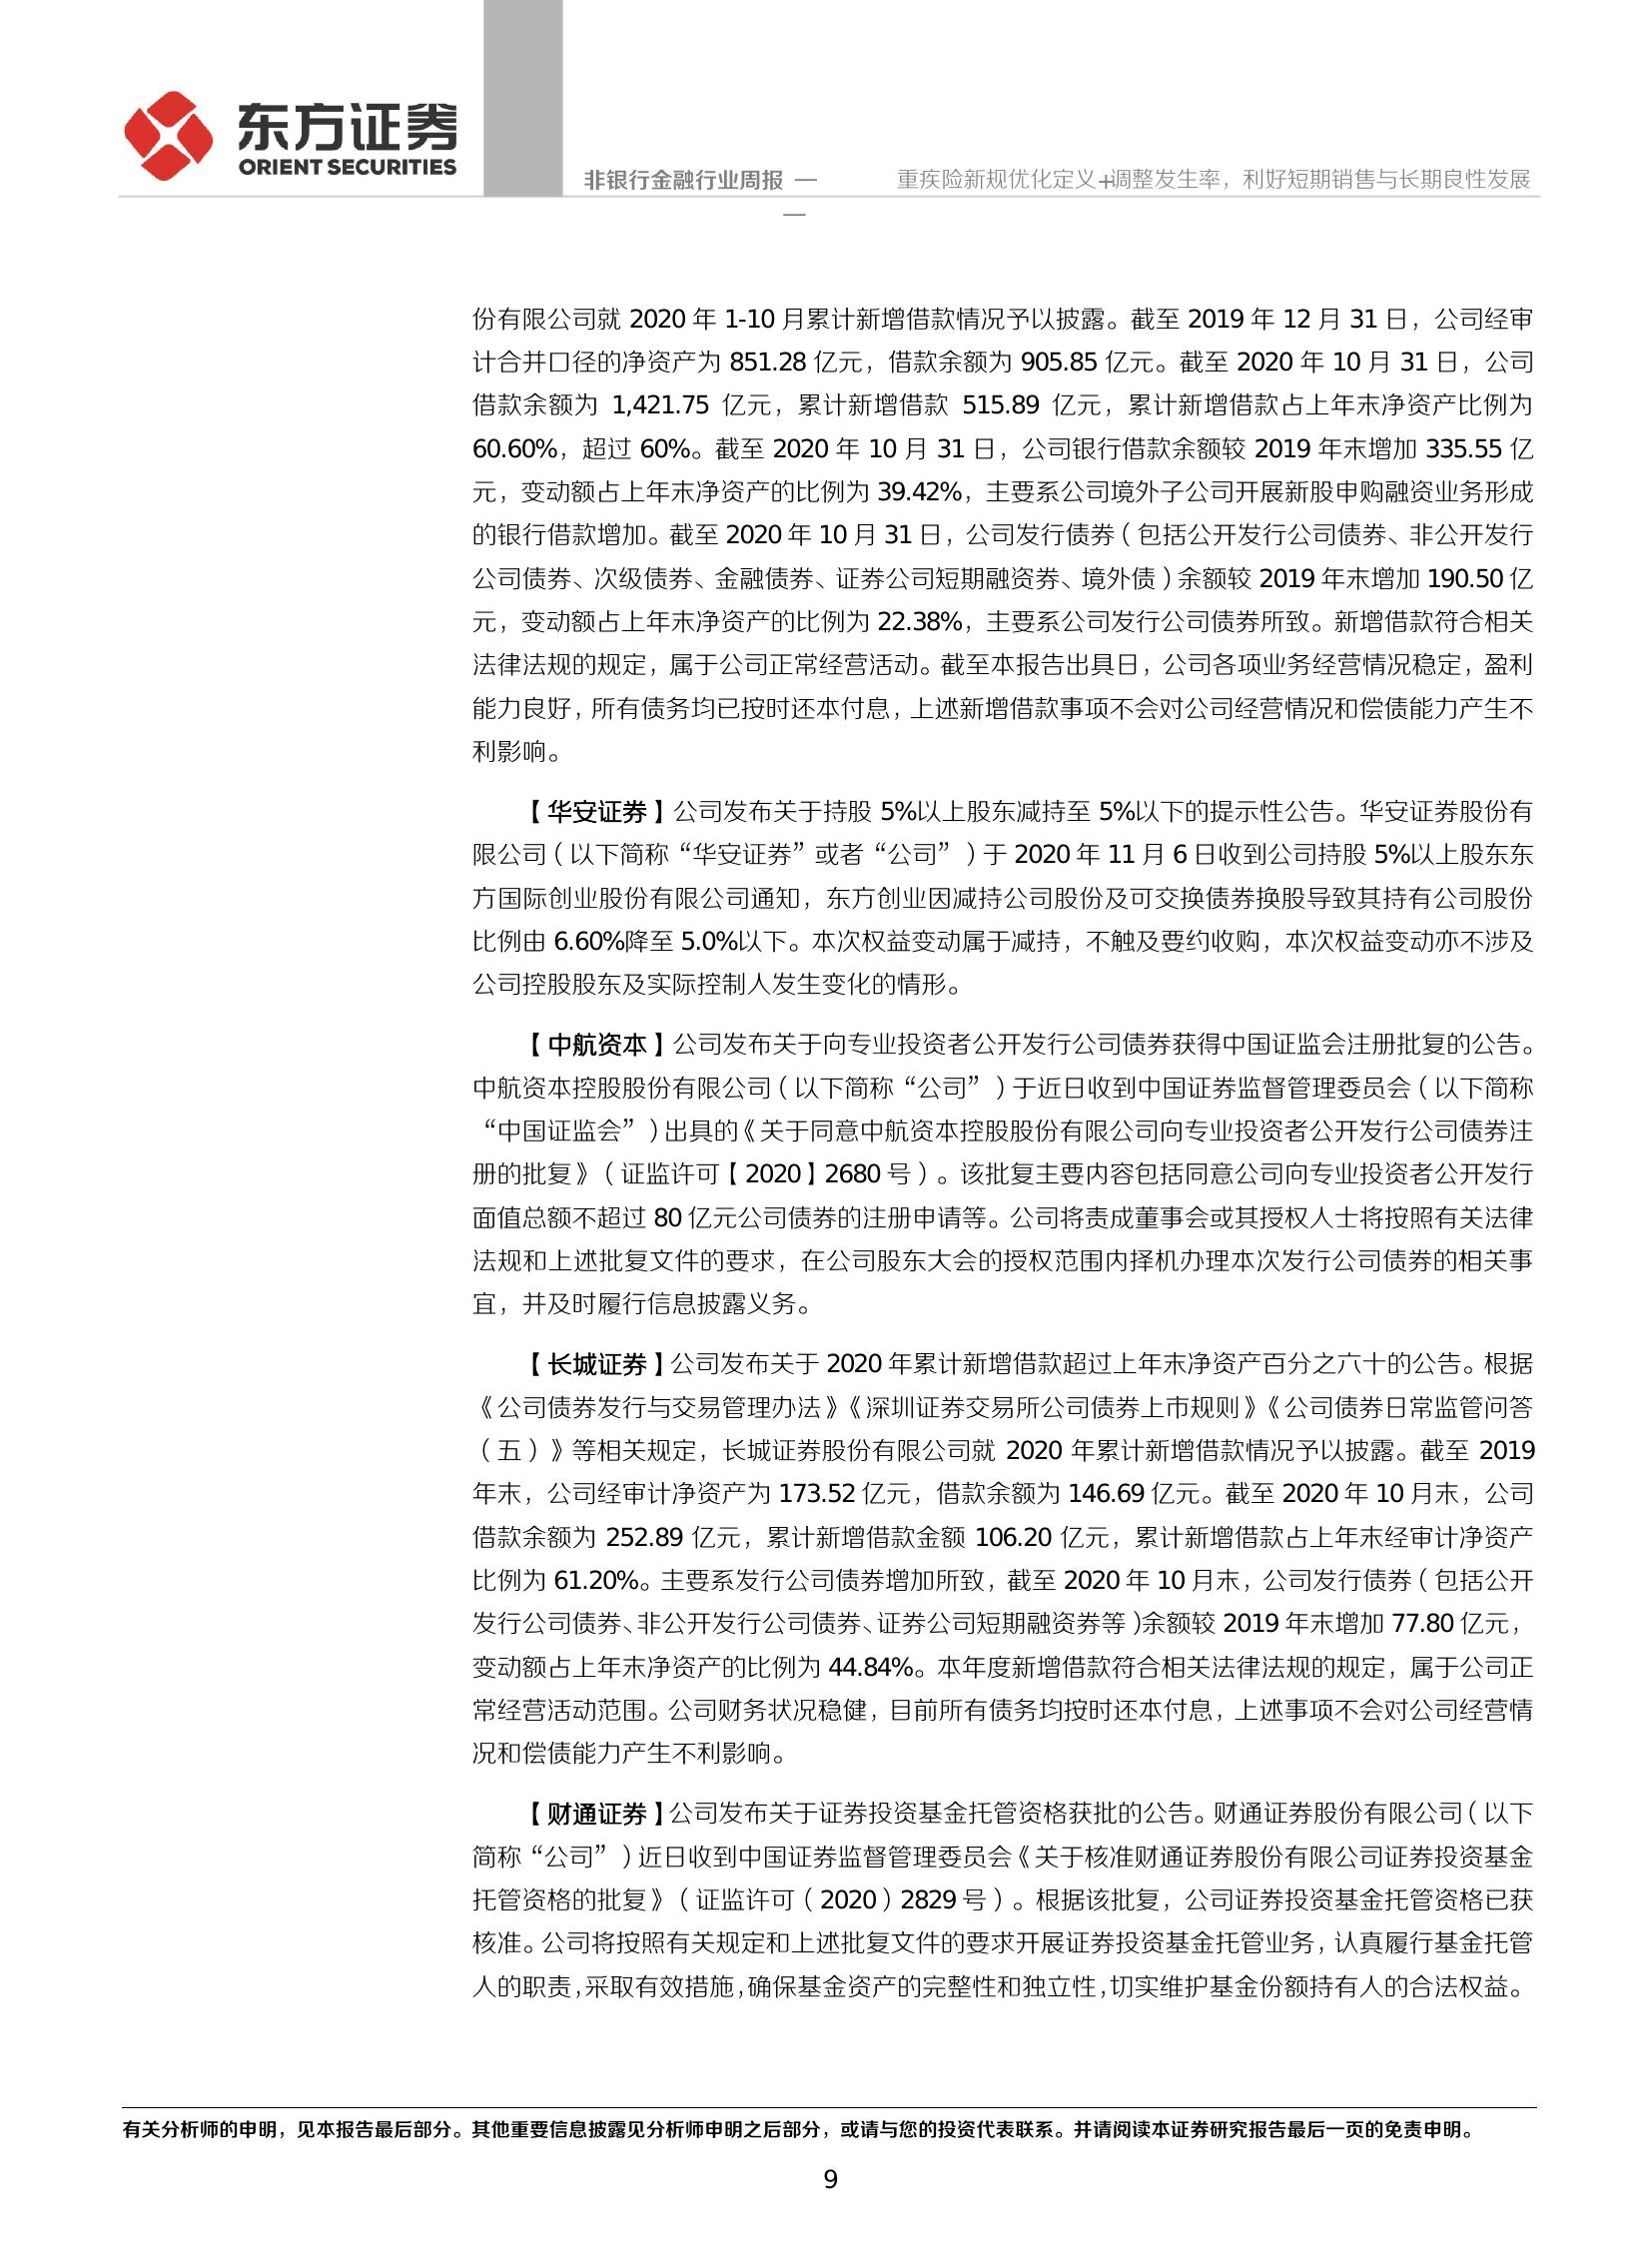 东方证券
ORIENT SECURITIES
非银行金融行业周报 —
—
重疾险新规优化定义+调整发生率，利好短期销售与长期良性发展
份有限公司就 2020 年 1-10 月累计新增借款情况予以披露。截至 2019 年 12 月 31 日，公司经审
计合并口径的净资产为 851.28 亿元，借款余额为 905.85 亿元。截至 2020 年 10 月 31 日，公司
借款余额为 1,421.75 亿元，累计新增借款 515.89 亿元，累计新增借款占上年末净资产比例为
60.60%，超过 60%。截至 2020 年 10 月 31 日，公司银行借款余额较 2019 年末增加 335.55 亿
元，变动额占上年末净资产的比例为 39.42%，主要系公司境外子公司开展新股申购融资业务形成
的银行借款增加。截至 2020 年 10 月 31 日，公司发行债券（包括公开发行公司债券、非公开发行
公司债券、次级债券、金融债券、证券公司短期融资券、境外债）余额较 2019 年末增加 190.50 亿
元，变动额占上年末净资产的比例为 22.38%，主要系公司发行公司债券所致。新增借款符合相关
法律法规的规定，属于公司正常经营活动。截至本报告出具日，公司各项业务经营情况稳定，盈利
能力良好，所有债务均已按时还本付息，上述新增借款事项不会对公司经营情况和偿债能力产生不
利影响。
【华安证券】公司发布关于持股 5%以上股东减持至 5%以下的提示性公告。华安证券股份有
限公司（以下简称“华安证券”或者“公司”）于 2020 年 11 月 6 日收到公司持股 5%以上股东东
方国际创业股份有限公司通知，东方创业因减持公司股份及可交换债券换股导致其持有公司股份
比例由 6.60%降至 5.0%以下。本次权益变动属于减持，不触及要约收购，本次权益变动亦不涉及
公司控股股东及实际控制人发生变化的情形。
【中航资本】公司发布关于向专业投资者公开发行公司债券获得中国证监会注册批复的公告。
中航资本控股股份有限公司（以下简称“公司”）于近日收到中国证券监督管理委员会（以下简称
“中国证监会”）出具的《关于同意中航资本控股股份有限公司向专业投资者公开发行公司债券注
册的批复》（证监许可【2020】2680 号）。该批复主要内容包括同意公司向专业投资者公开发行
面值总额不超过 80 亿元公司债券的注册申请等。公司将责成董事会或其授权人士将按照有关法律
法规和上述批复文件的要求，在公司股东大会的授权范围内择机办理本次发行公司债券的相关事
宜，并及时履行信息披露义务。
【长城证券】公司发布关于 2020 年累计新增借款超过上年末净资产百分之六十的公告。根据
《公司债券发行与交易管理办法》《深圳证券交易所公司债券上市规则》《公司债券日常监管问答
（五）》等相关规定，长城证券股份有限公司就 2020 年累计新增借款情况予以披露。截至 2019
年末，公司经审计净资产为 173.52 亿元，借款余额为 146.69 亿元。截至 2020 年 10 月末，公司
借款余额为 252.89 亿元，累计新增借款金额 106.20 亿元，累计新增借款占上年末经审计净资产
比例为 61.20%。主要系发行公司债券增加所致，截至 2020 年 10 月末，公司发行债券（包括公开
发行公司债券、非公开发行公司债券、证券公司短期融资券等）余额较 2019 年末增加 77.80 亿元，
变动额占上年末净资产的比例为 44.84%。本年度新增借款符合相关法律法规的规定，属于公司正
常经营活动范围。公司财务状况稳健，目前所有债务均按时还本付息，上述事项不会对公司经营情
况和偿债能力产生不利影响。
【财通证券】公司发布关于证券投资基金托管资格获批的公告。财通证券股份有限公司（以下
简称“公司”）近日收到中国证券监督管理委员会《关于核准财通证券股份有限公司证券投资基金
托管资格的批复》（证监许可（2020）2829 号）。根据该批复，公司证券投资基金托管资格已获
核准。公司将按照有关规定和上述批复文件的要求开展证券投资基金托管业务，认真履行基金托管
人的职责，采取有效措施，确保基金资产的完整性和独立性，切实维护基金份额持有人的合法权益。
有关分析师的申明，见本报告最后部分。其他重要信息披露见分析师申明之后部分，或请与您的投资代表联系。并请阅读本证券研究报告最后一页的免责申明。
9